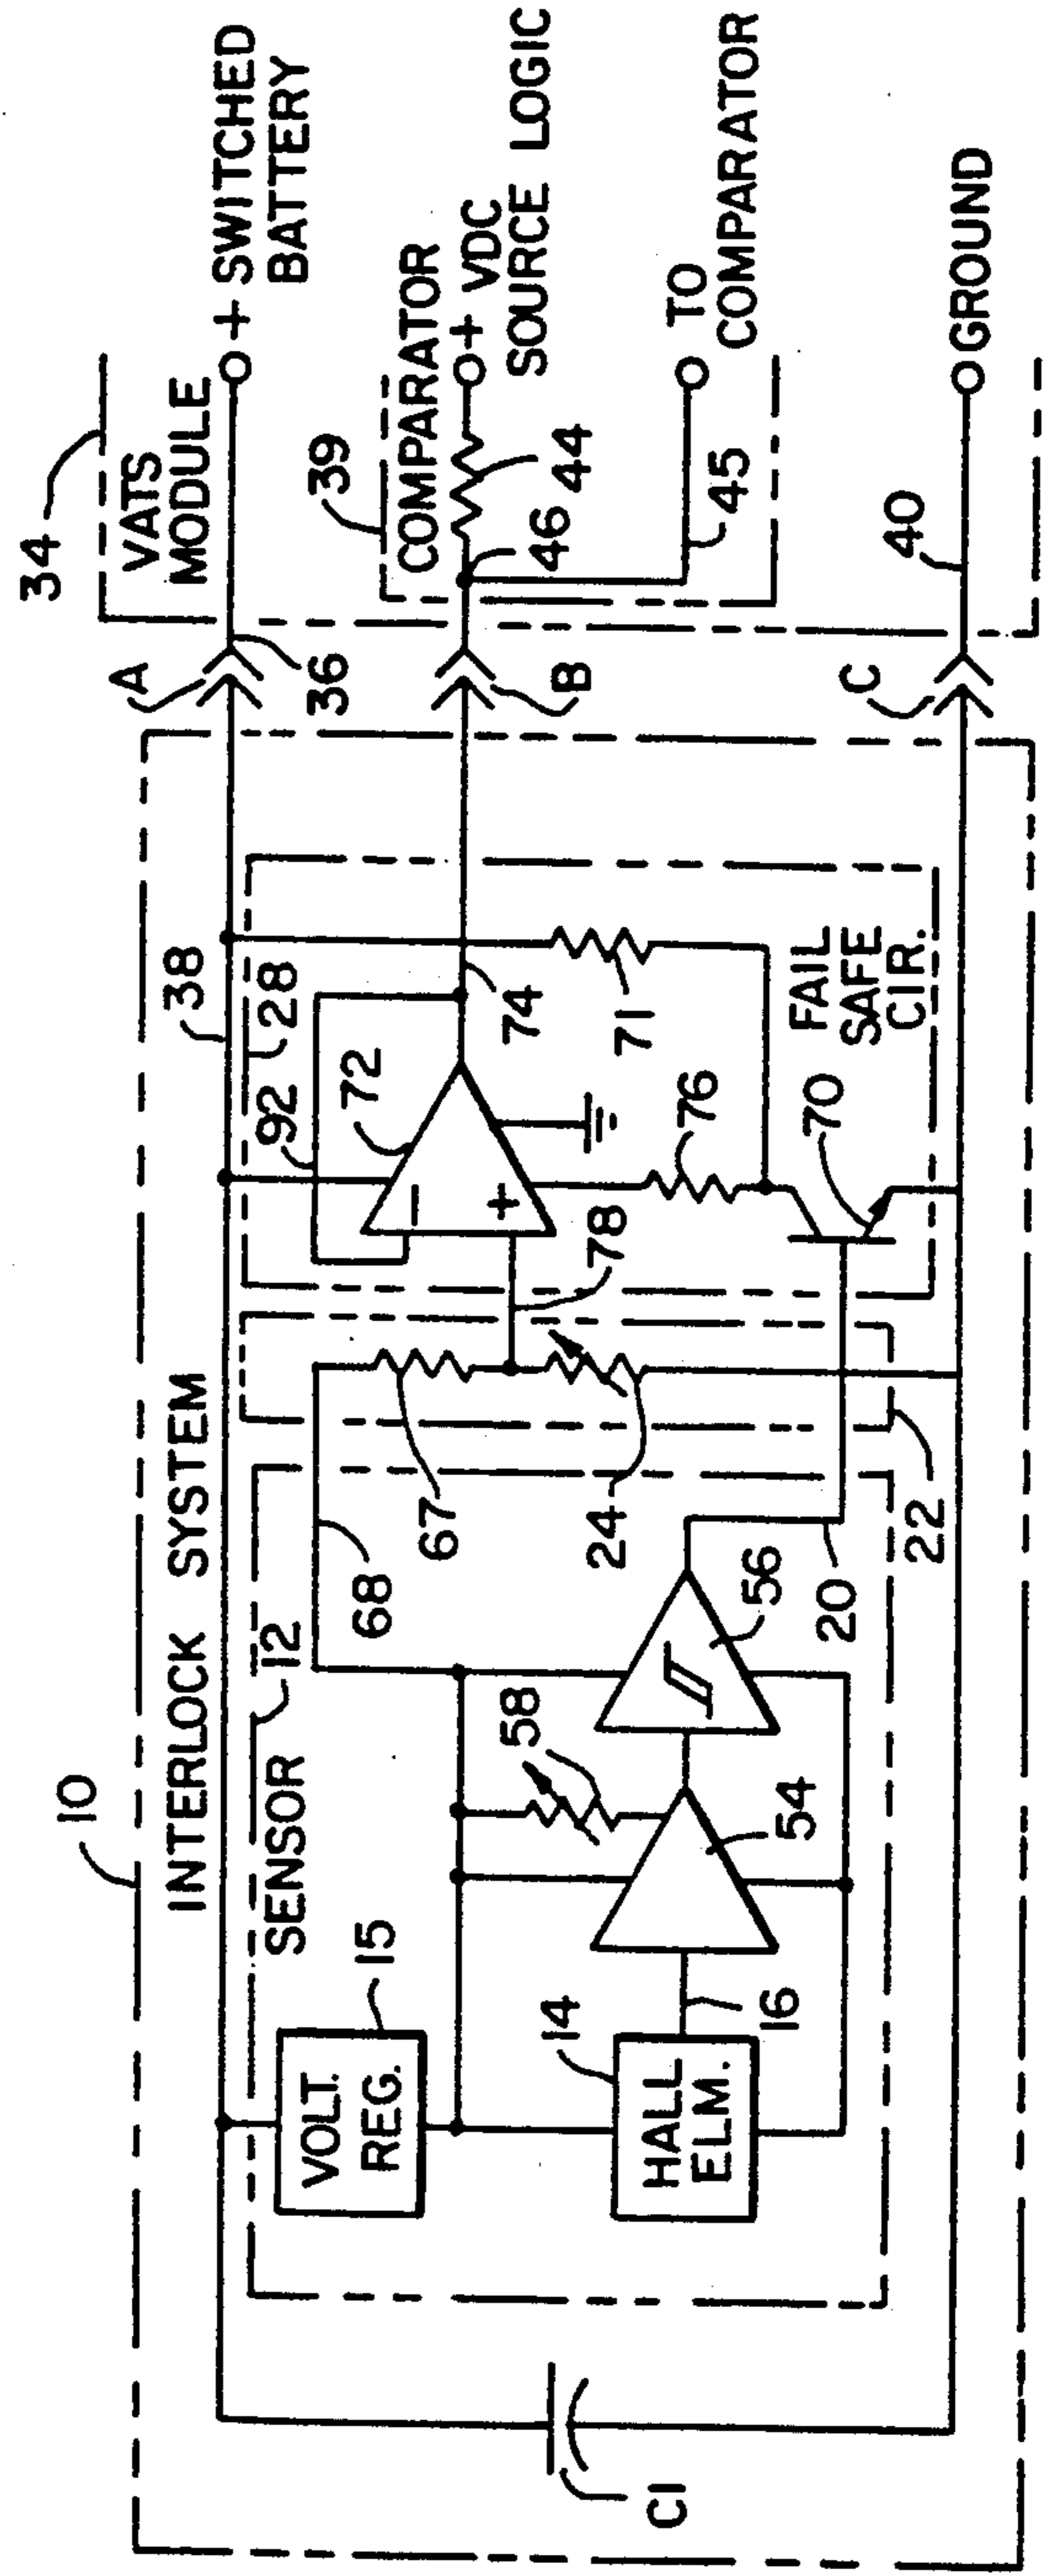 34
VATS
MODULE
+ SWITCHED
BATTERY
A
36
39
COMPARATOR
+ VDC
SOURCE LOGIC
44
46
B
TO
COMPARATOR
45
40
C
GROUND
10
INTERLOCK SYSTEM
38
12
SENSOR
28
92
72
−
+
74
71
76
78
70
FAIL
SAFE
CIR.
68
67
24
22
20
15
VOLT.
REG.
58
56
54
14
HALL
ELM.
16
C1